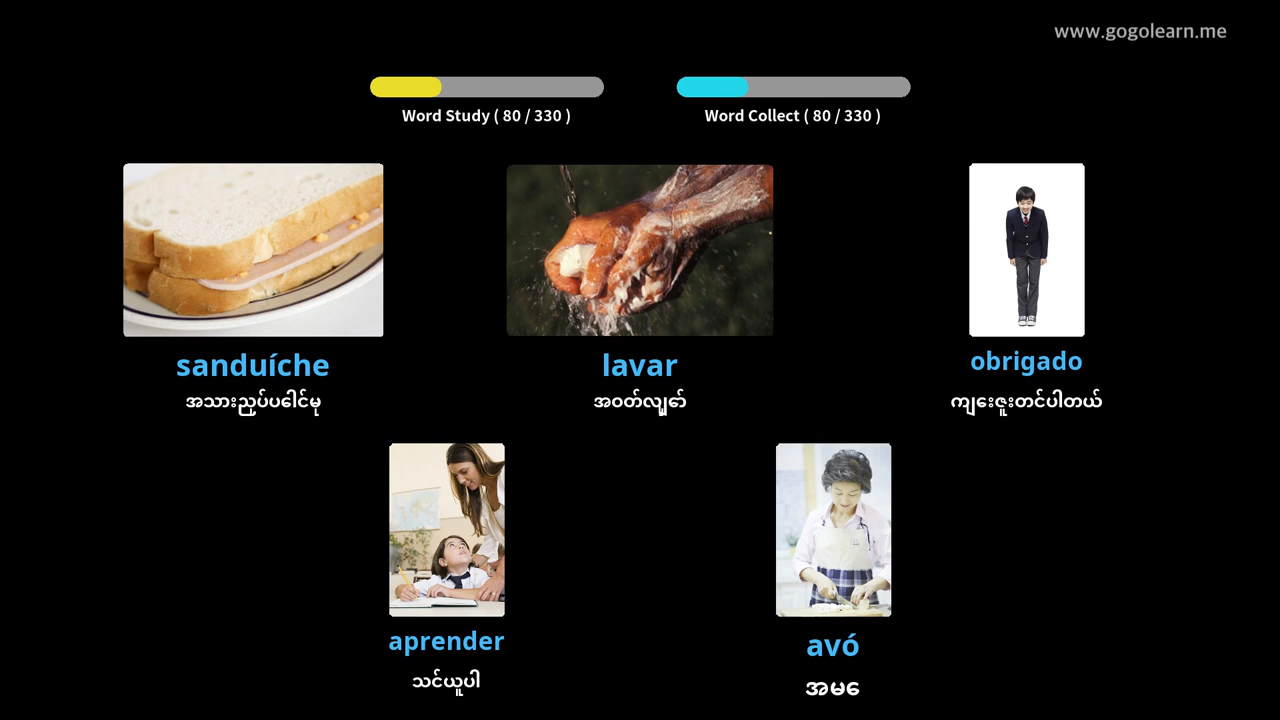 www.gogolearn.me
Word Study ( 80 / 330 )
Word Collect ( 80 / 330 )
sanduíche
အသားညှပ်ပေါင်မု
lavar
အဝတ်လျှော်
obrigado
ကျေးဇူးတင်ပါတယ်
aprender
သင်ယူပါ
avó
အမေ